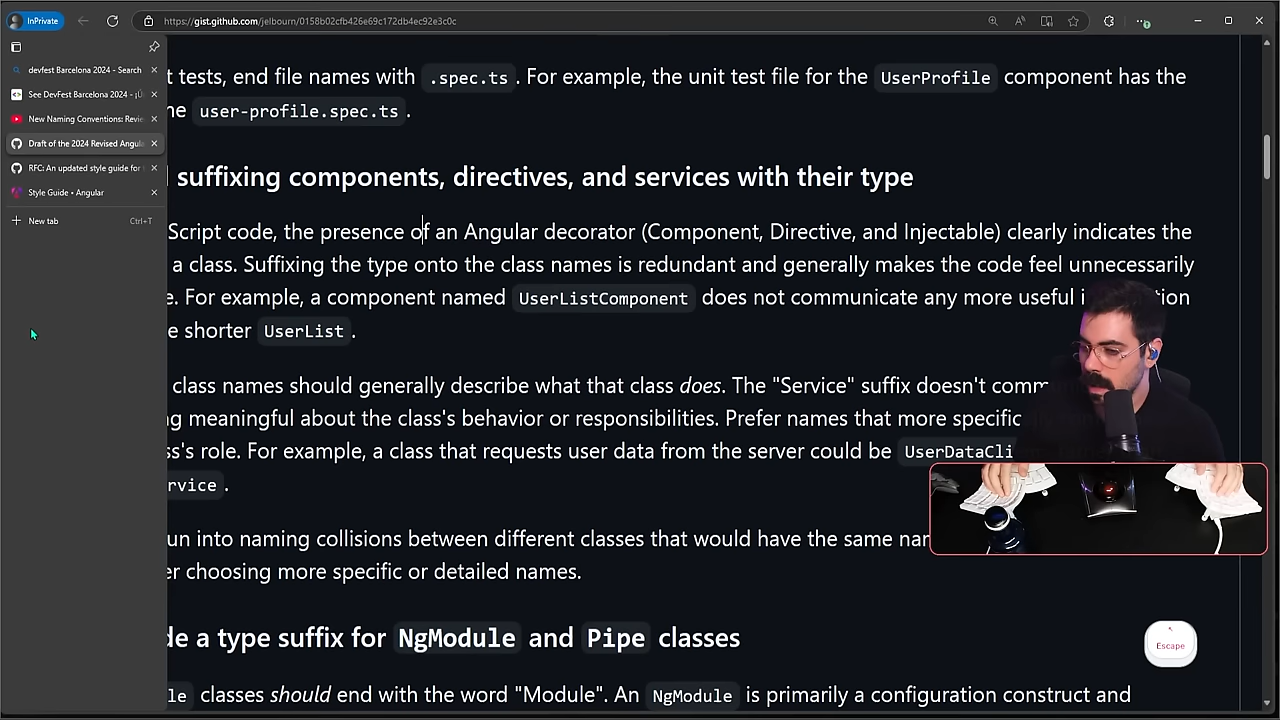 InPrivate
https://gist.github.com/jelbourn/0158b02cfb426e69c172db4ec92e3c0c
devfest Barcelona 2024 - Search
See DevFest Barcelona 2024 - ¡Ú
New Naming Conventions: Revie
Draft of the 2024 Revised Angula
RFC: An updated style guide for
Style Guide • Angular
New tab
Ctrl+T
t tests, end file names with .spec.ts . For example, the unit test file for the UserProfile component has the
ne user-profile.spec.ts .
suffixing components, directives, and services with their type
Script code, the presence of an Angular decorator (Component, Directive, and Injectable) clearly indicates the
a class. Suffixing the type onto the class names is redundant and generally makes the code feel unnecessarily
e. For example, a component named UserListComponent does not communicate any more useful
e shorter UserList .
class names should generally describe what that class does. The "Service" suffix doesn't comm
ng meaningful about the class's behavior or responsibilities. Prefer names that more specific
ss's role. For example, a class that requests user data from the server could be UserDataCli
rvice .
un into naming collisions between different classes that would have the same nam
er choosing more specific or detailed names.
de a type suffix for NgModule and Pipe classes
le classes should end with the word "Module". An NgModule is primarily a configuration construct and
Escape